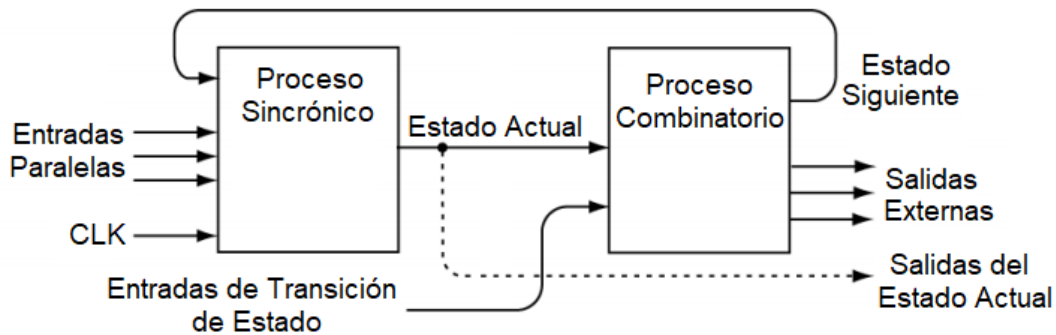 Proceso
Sincrónico
Proceso
Combinatorio
Estado
Siguiente
Entradas
Paralelas
Estado Actual
Salidas
Externas
CLK
Entradas de Transición
de Estado
Salidas del
Estado Actual